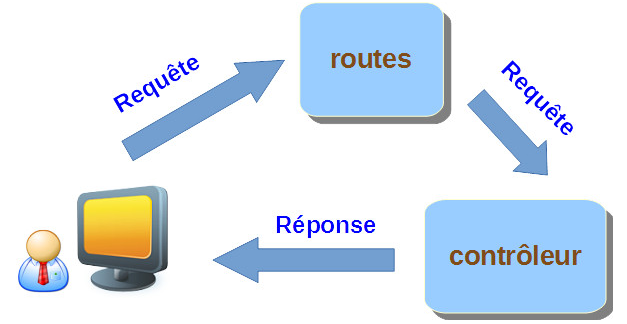 routes
Requête
Requête
Réponse
contrôleur